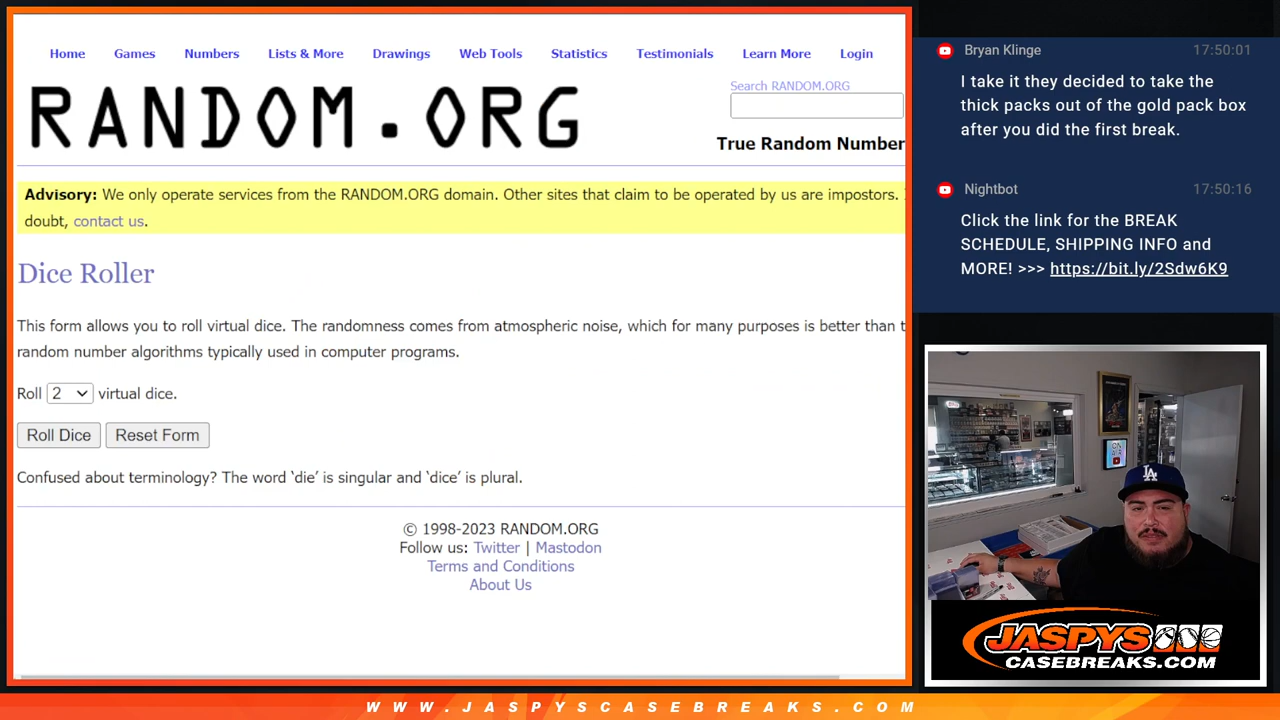 Home Games Numbers Lists & More Drawings Web Tools Statistics Testimonials Learn More Login
RANDOM.ORG
Search RANDOM.ORG
True Random Number
Advisory: We only operate services from the RANDOM.ORG domain. Other sites that claim to be operated by us are impostors.
doubt, contact us.
Dice Roller
This form allows you to roll virtual dice. The randomness comes from atmospheric noise, which for many purposes is better than
random number algorithms typically used in computer programs.
Roll 2 virtual dice.
Roll Dice Reset Form
Confused about terminology? The word ‘die’ is singular and ‘dice’ is plural.
© 1998-2023 RANDOM.ORG
Follow us: Twitter | Mastodon
Terms and Conditions
About Us
Bryan Klinge 17:50:01
I take it they decided to take the
thick packs out of the gold pack box
after you did the first break.
Nightbot 17:50:16
Click the link for the BREAK
SCHEDULE, SHIPPING INFO and
MORE! >>> https://bit.ly/2Sdw6K9
LA
JASPYS
CASEBREAKS.COM
WWW.JASPYSCASEBREAKS.COM